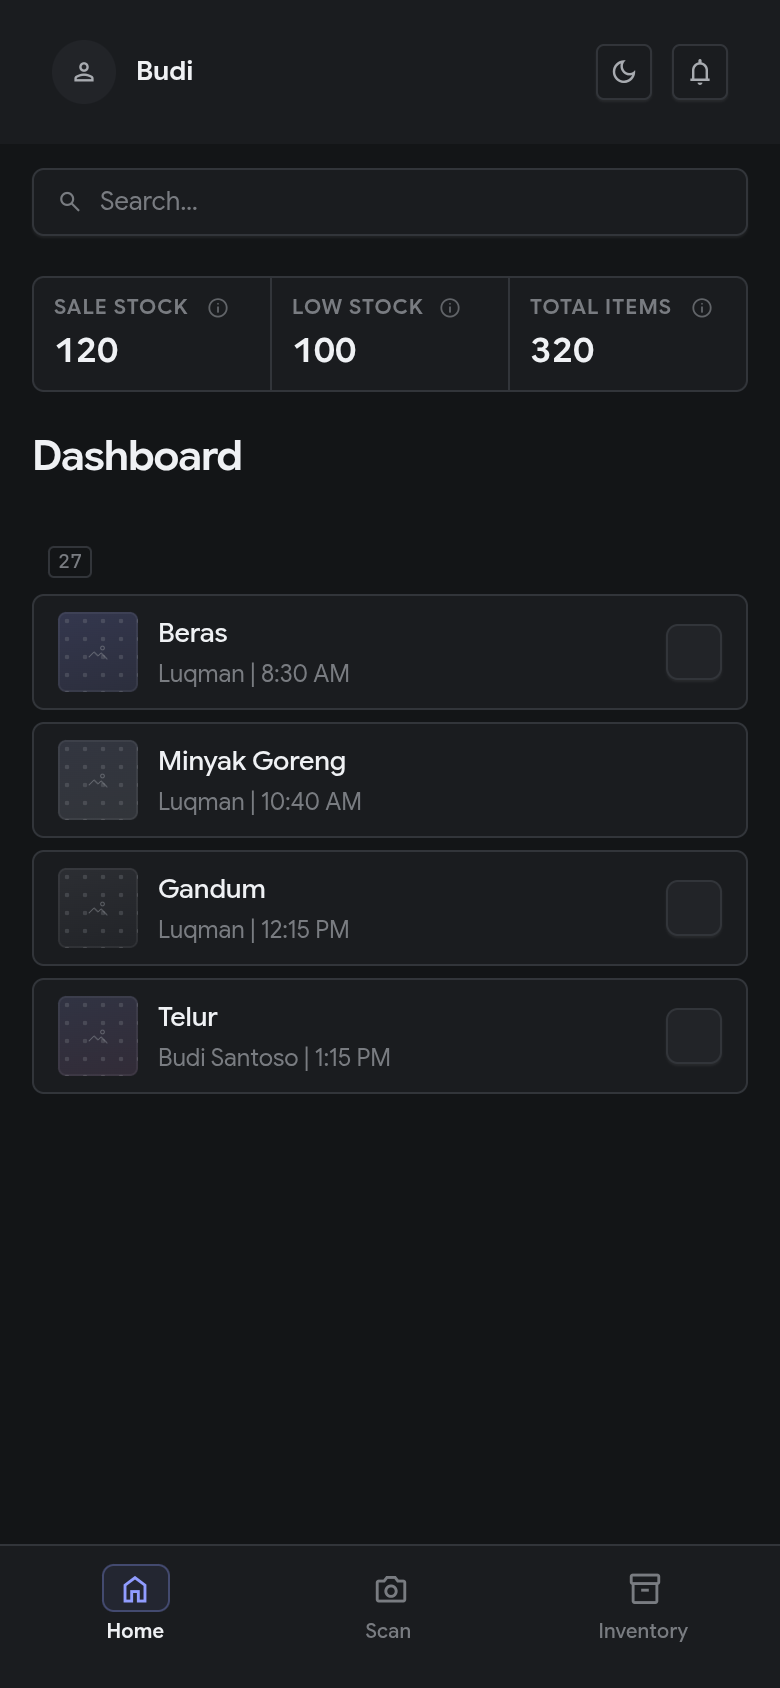 Budi
Search...
SALE STOCK
LOW STOCK
TOTAL ITEMS
120
100
320
Dashboard
27
Beras
Luqman | 8:30 AM
Minyak Goreng
Luqman | 10:40 AM
Gandum
Luqman | 12:15 PM
Telur
Budi Santoso | 1:15 PM
Home
Scan
Inventory